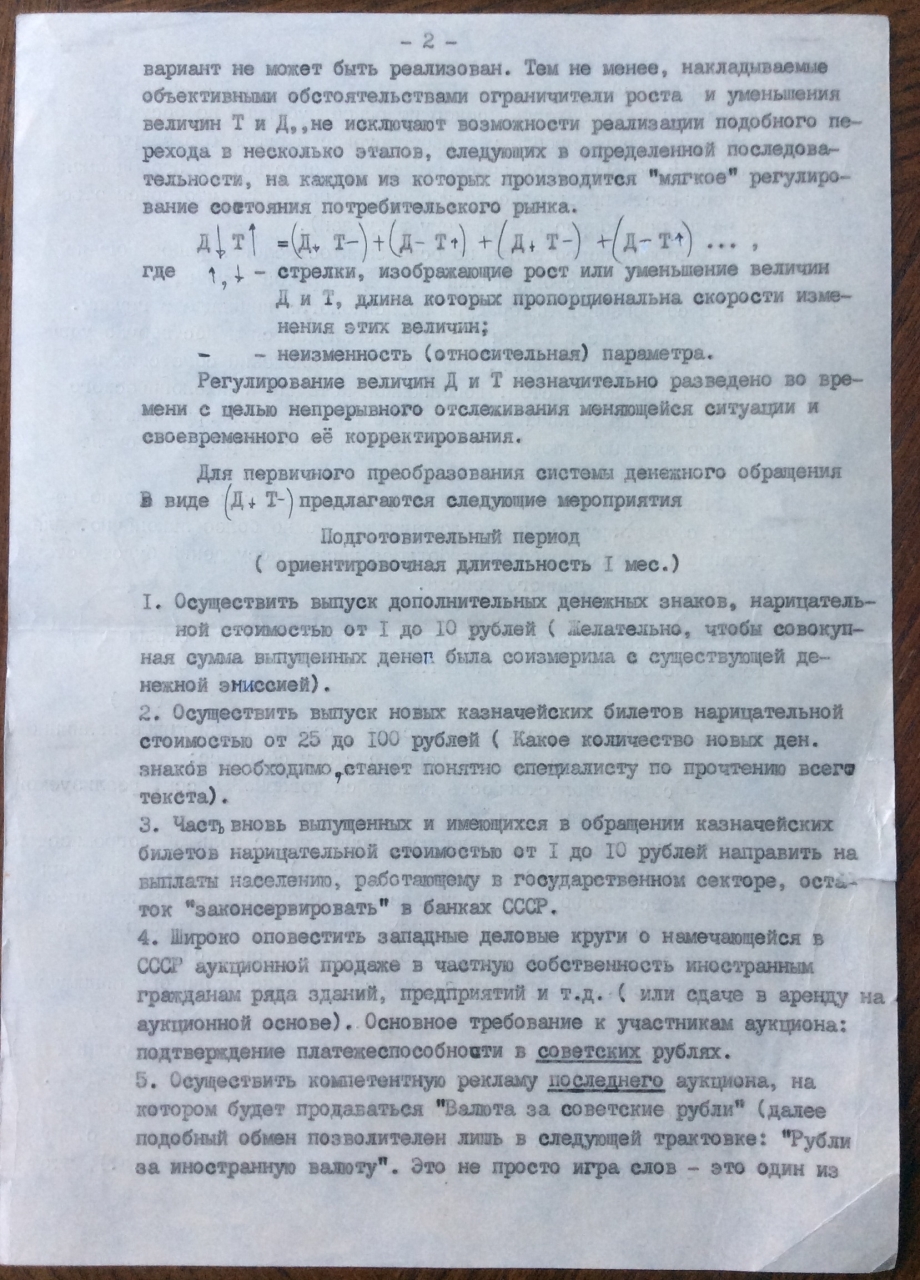 - 2 -
вариант не может быть реализован. Тем не менее, накладываемые
объективными обстоятельствами ограничители роста и уменьшения
величин Т и Д,,не исключают возможности реализации подобного пе-
рехода в несколько этапов, следующих в определенной последова-
тельности, на каждом из которых производится "мягкое" регулиро-
вание состояния потребительского рынка.
Д↓Т↑ =(Д↓ Т-)+(Д- Т↑) +(Д↓ Т-) +(Д- Т↑) ... ,
где ↑,↓ - стрелки, изображающие рост или уменьшение величин
Д и Т, длина которых пропорциональна скорости изме-
нения этих величин;
- - неизменность (относительная) параметра.
Регулирование величин Д и Т незначительно разведено во вре-
мени с целью непрерывного отслеживания меняющейся ситуации и
своевременного её корректирования.
Для первичного преобразования системы денежного обращения
В виде (Д↓ Т-) предлагаются следующие мероприятия
Подготовительный период
( ориентировочная длительность I мес.)
I. Осуществить выпуск дополнительных денежных знаков, нарицатель-
ной стоимостью от I до I0 рублей ( Желательно, чтобы совокуп-
ная сумма выпущенных денег была соизмерима с существующей де-
нежной эмиссией).
2. Осуществить выпуск новых казначейских билетов нарицательной
стоимостью от 25 до I00 рублей ( Какое количество новых ден.
знаков необходимо,станет понятно специалисту по прочтению всего
текста).
3. Часть вновь выпущенных и имеющихся в обращении казначейских
билетов нарицательной стоимостью от I до I0 рублей направить на
выплаты населению, работающему в государственном секторе, оста-
ток "законсервировать" в банках СССР.
4. Широко оповестить западные деловые круги о намечающейся в
СССР аукционной продаже в частную собственность иностранным
гражданам ряда зданий, предприятий и т.д. ( или сдаче в аренду на
аукционной основе). Основное требование к участникам аукциона:
подтверждение платежеспособности в советских рублях.
5. Осуществить компетентную рекламу последнего аукциона, на
котором будет продаваться "Валюта за советские рубли" (далее
подобный обмен позволителен лишь в следующей трактовке: "Рубли
за иностранную валюту". Это не просто игра слов - это один из